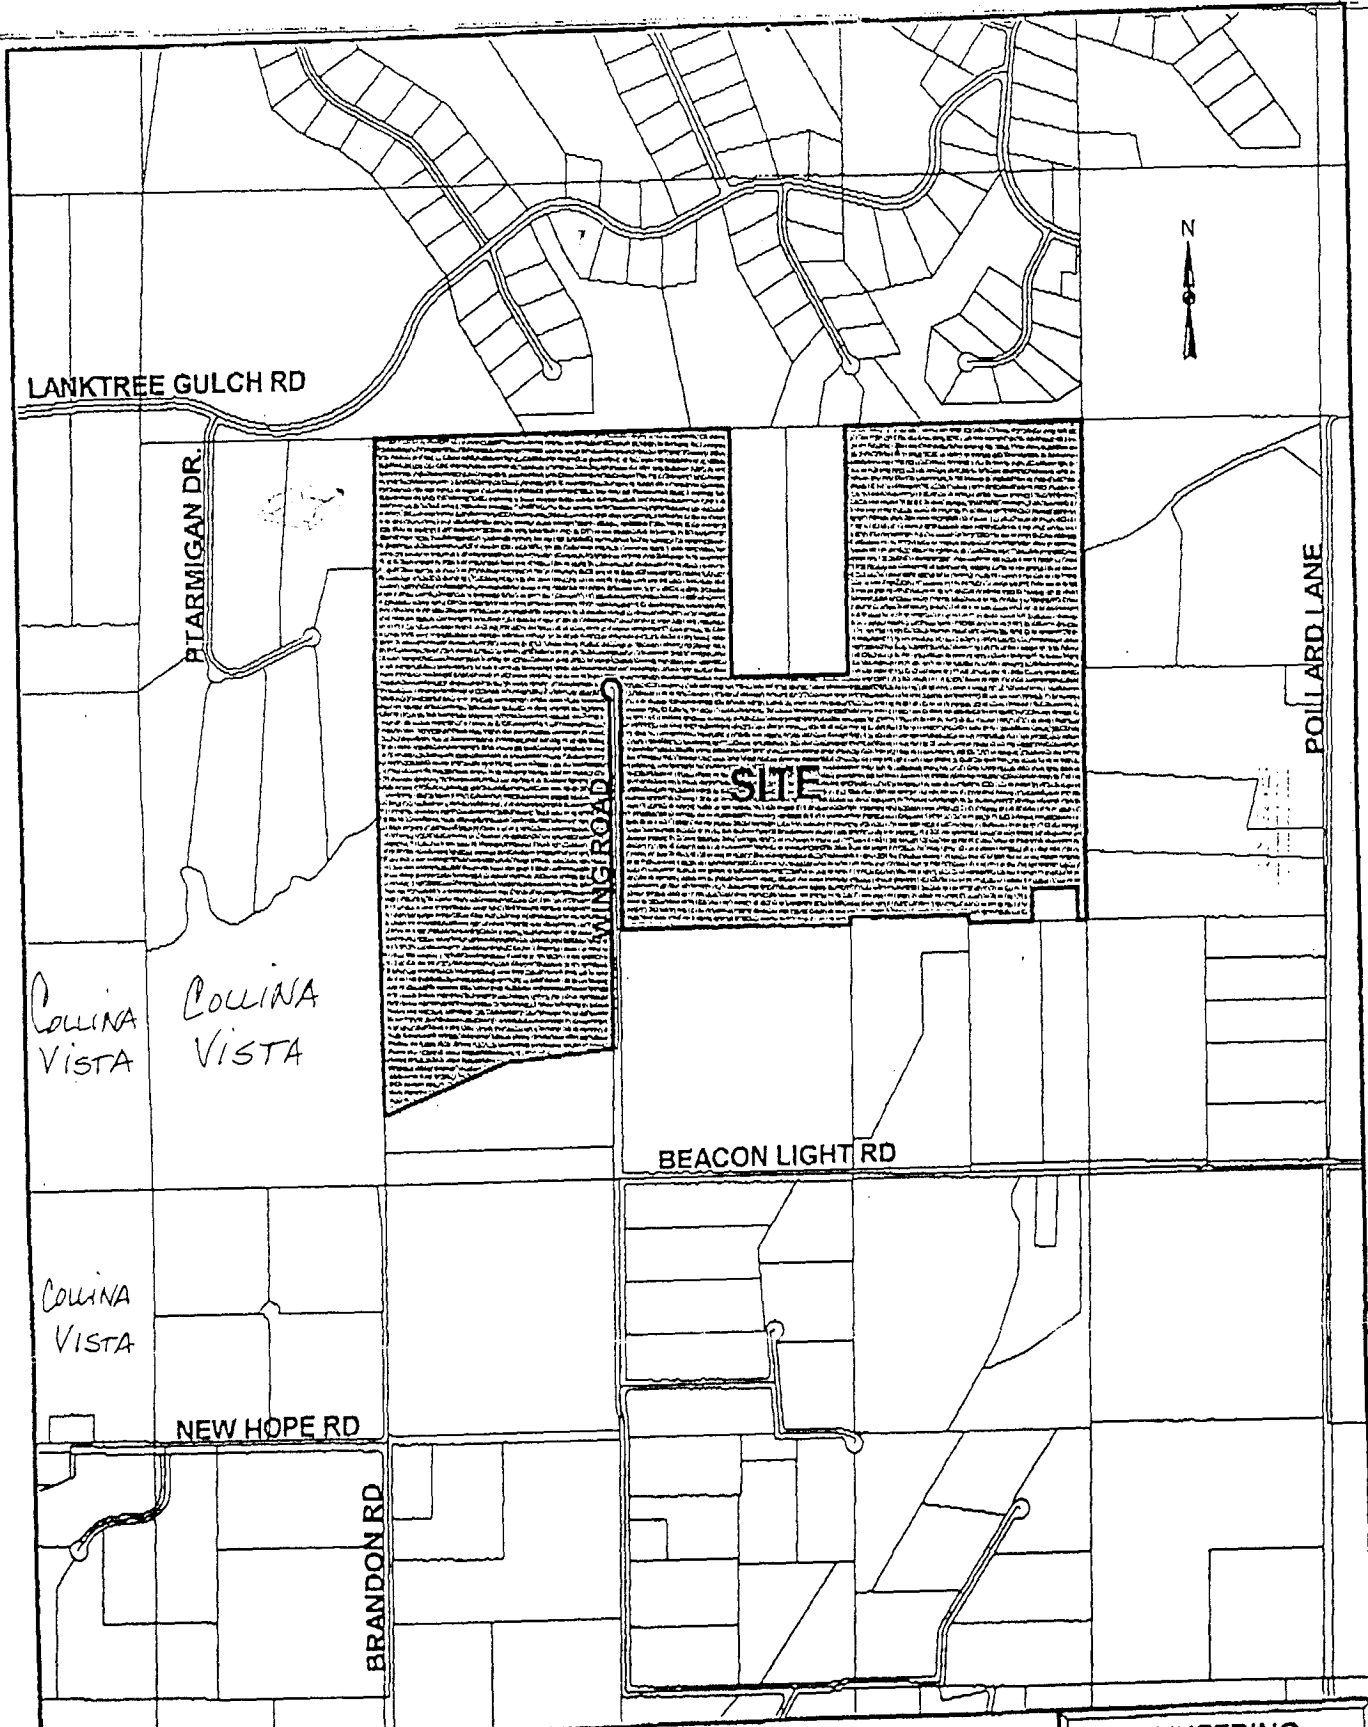 N
LANKTREE GULCH RD
PTARMIGAN DR.
POLLARD LANE
SITE
WING ROAD
COLLINA
VISTA
COLLINA
VISTA
BEACON LIGHT RD
COLLINA
VISTA
NEW HOPE RD
BRANDON RD